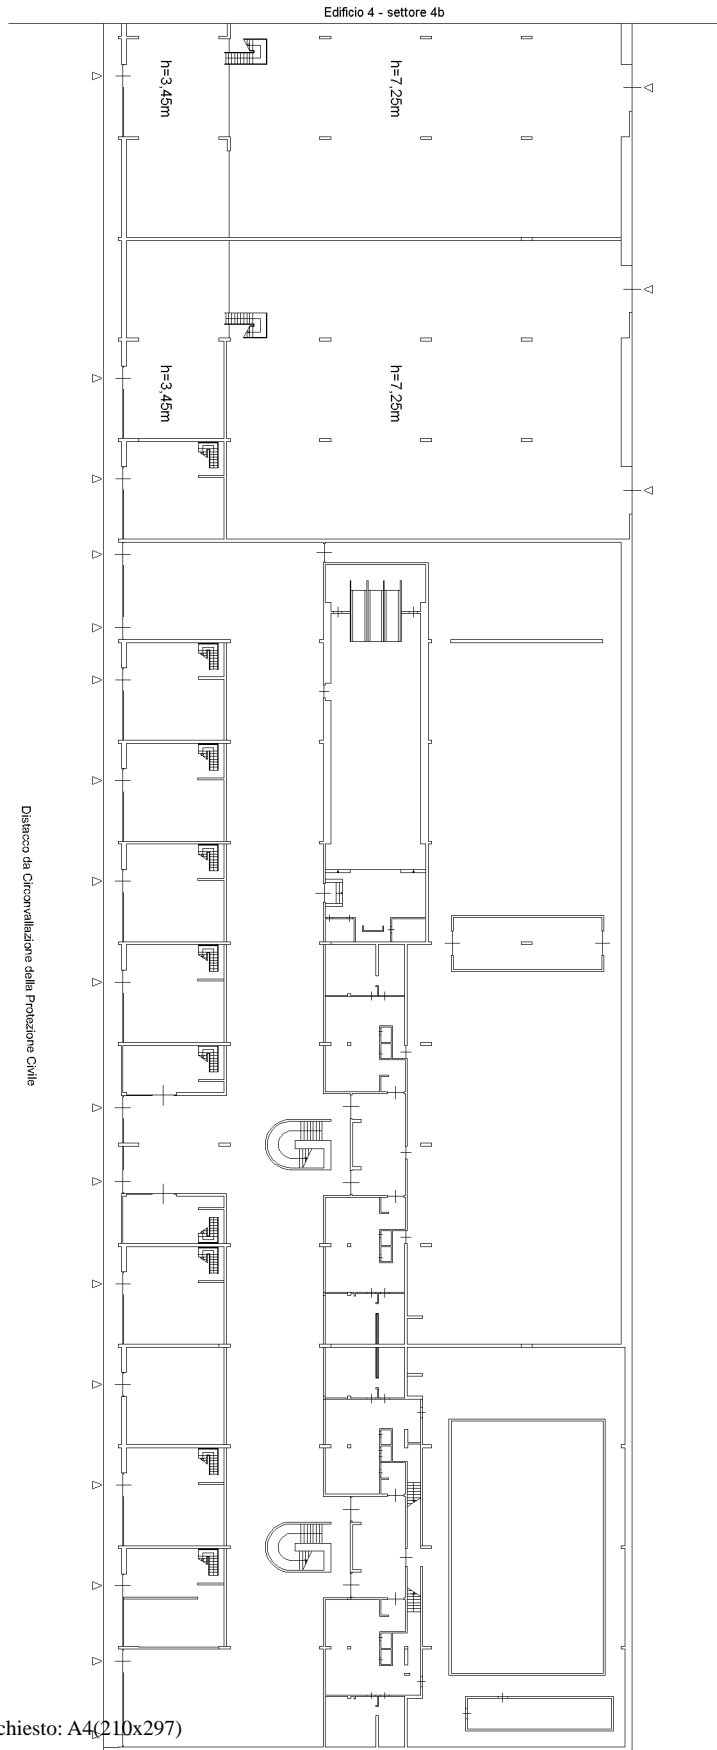 Edificio 4 - settore 4b
h=3,45m
h=7,25m
h=3,45m
h=7,25m
Distacco da Circonvallazione della Protezione Civile
chiesto: A4(210x297)